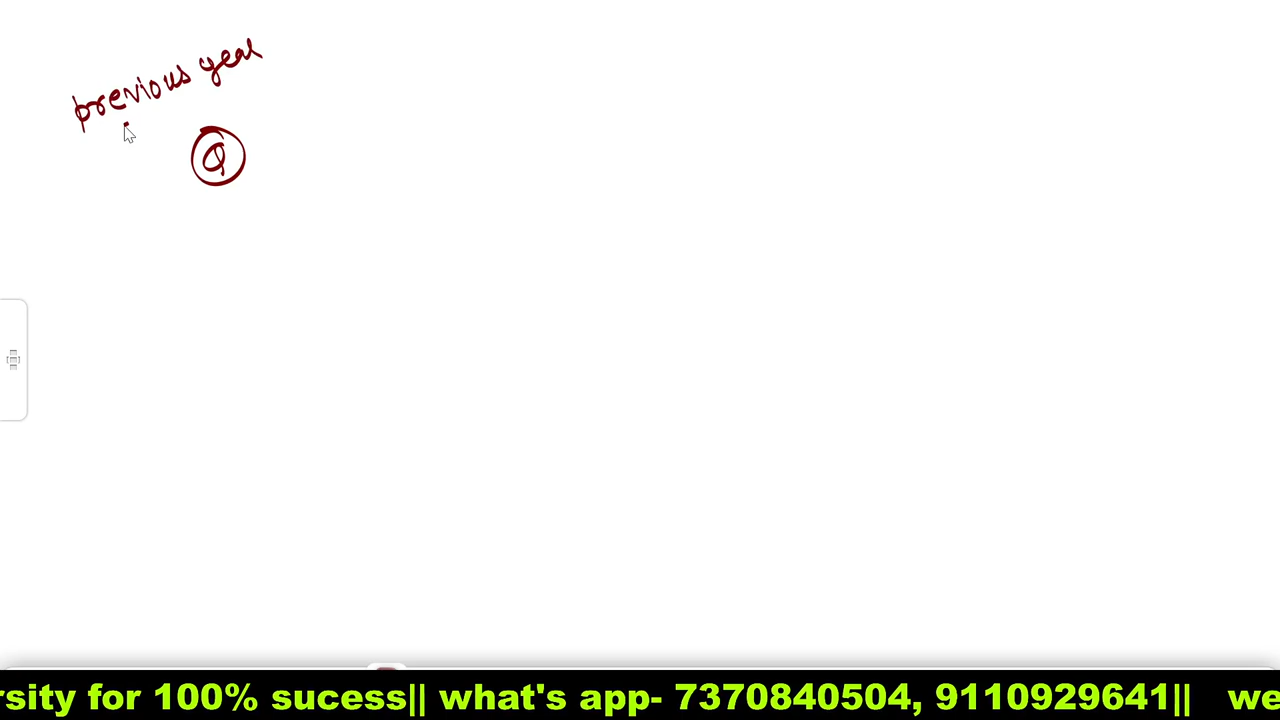 previous year
Q
rsity for 100% sucess|| what's app- 7370840504, 9110929641|| we